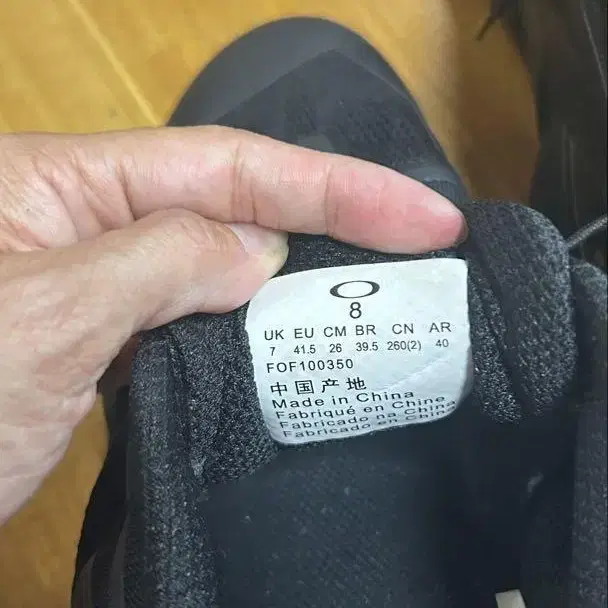 8
UK EU CM BR CN AR
7 41.5 26 39.5 260(2) 40
FOF100350
中国产地
Made in China
Fabriqué en Chine
Fabricado na China
Fabricado en China